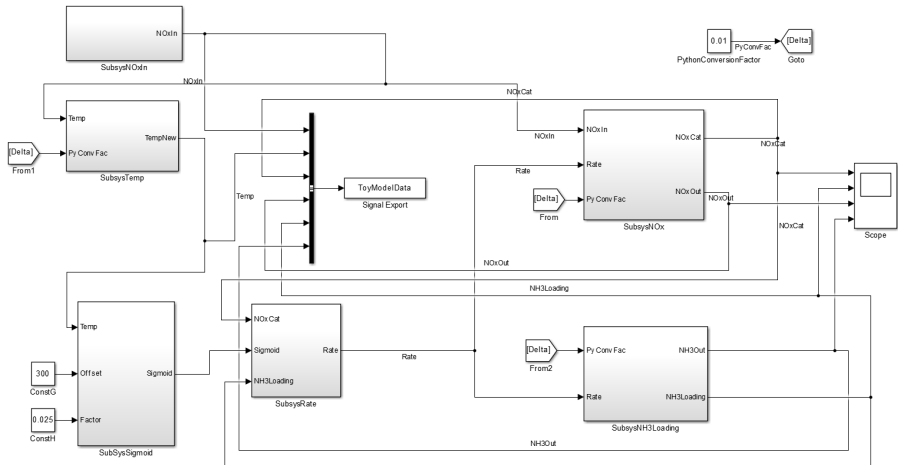 NOxIn
SubsysNOxIn
0.01
PyConvFac
[Delta]
PythonConversionFactor
Goto
NOxIn
NOxCat
Temp
TempNew
Py Conv Fac
SubsysTemp
[Delta]
From1
NOxIn
NOxIn
NOxCat
NOxCat
Rate
Rate
Temp
ToyModelData
Signal Export
[Delta]
From
Py Conv Fac
NOxOut
NOxOut
SubsysNOx
NOxCat
Scope
NOxOut
NH3Loading
Temp
Offset
Factor
Sigmoid
SubSysSigmoid
300
ConstG
0.025
ConstH
NOxCat
Sigmoid
NH3Loading
Rate
SubsysRate
Rate
[Delta]
From2
Py Conv Fac
Rate
NH3Out
NH3Loading
SubsysNH3Loading
NH3Out